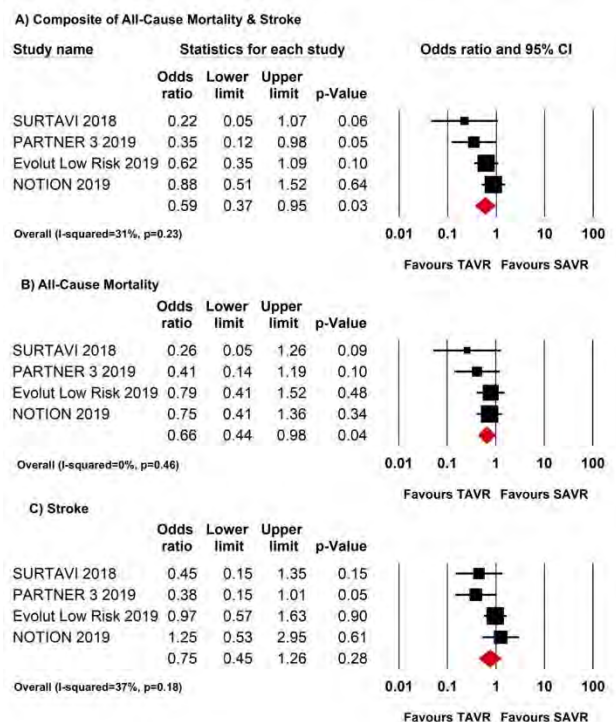 A) Composite of All-Cause Mortality & Stroke
Study name Statistics for each study Odds ratio and 95% CI
Odds ratio Lower limit Upper limit p-Value
SURTAVI 2018 0.22 0.05 1.07 0.06
PARTNER 3 2019 0.35 0.12 0.98 0.05
Evolut Low Risk 2019 0.62 0.35 1.09 0.10
NOTION 2019 0.88 0.51 1.52 0.64
0.59 0.37 0.95 0.03
Overall (I-squared=31%, p=0.23)
0.01 0.1 1 10 100
Favours TAVR Favours SAVR
B) All-Cause Mortality
Odds ratio Lower limit Upper limit p-Value
SURTAVI 2018 0.26 0.05 1.26 0.09
PARTNER 3 2019 0.41 0.14 1.19 0.10
Evolut Low Risk 2019 0.79 0.41 1.52 0.48
NOTION 2019 0.75 0.41 1.36 0.34
0.66 0.44 0.98 0.04
Overall (I-squared=0%, p=0.46)
0.01 0.1 1 10 100
Favours TAVR Favours SAVR
C) Stroke
Odds ratio Lower limit Upper limit p-Value
SURTAVI 2018 0.45 0.15 1.35 0.15
PARTNER 3 2019 0.38 0.15 1.01 0.05
Evolut Low Risk 2019 0.97 0.57 1.63 0.90
NOTION 2019 1.25 0.53 2.95 0.61
0.75 0.45 1.26 0.28
Overall (I-squared=37%, p=0.18)
0.01 0.1 1 10 100
Favours TAVR Favours SAVR